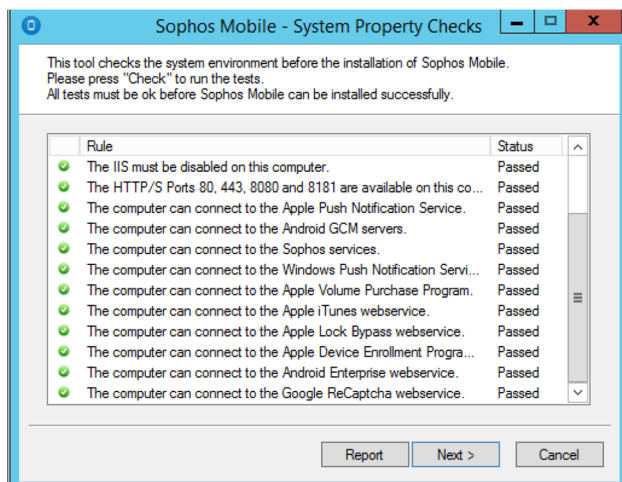 Sophos Mobile - System Property Checks
This tool checks the system environment before the installation of Sophos Mobile.
Please press "Check" to run the tests.
All tests must be ok before Sophos Mobile can be installed successfully.
Rule Status
The IIS must be disabled on this computer. Passed
The HTTP/S Ports 80, 443, 8080 and 8181 are available on this co... Passed
The computer can connect to the Apple Push Notification Service. Passed
The computer can connect to the Android GCM servers. Passed
The computer can connect to the Sophos services. Passed
The computer can connect to the Windows Push Notification Servi... Passed
The computer can connect to the Apple Volume Purchase Program. Passed
The computer can connect to the Apple iTunes webservice. Passed
The computer can connect to the Apple Lock Bypass webservice. Passed
The computer can connect to the Apple Device Enrollment Progra... Passed
The computer can connect to the Android Enterprise webservice. Passed
The computer can connect to the Google ReCaptcha webservice. Passed
Report Next > Cancel